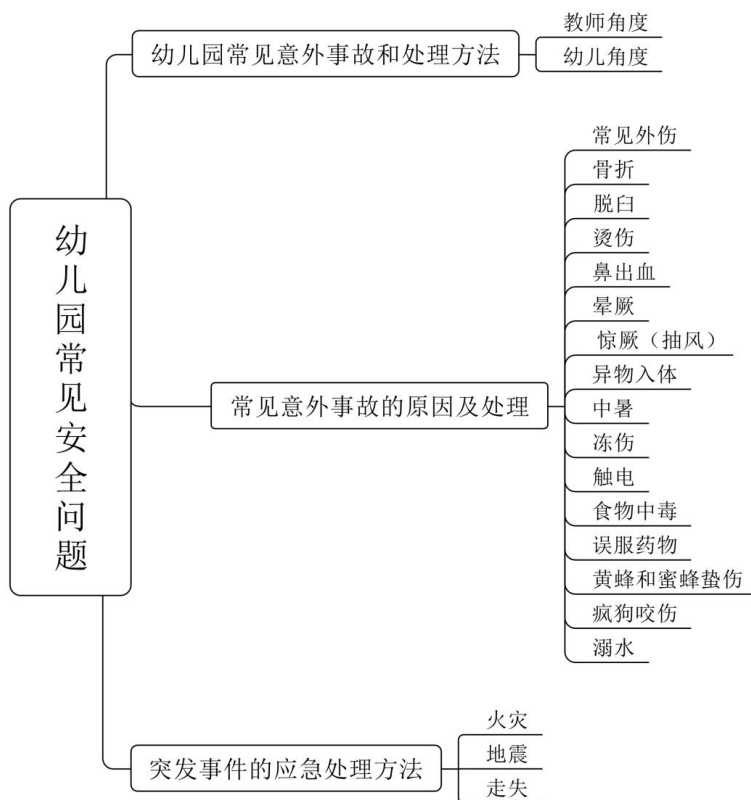 幼儿园常见安全问题
幼儿园常见意外事故和处理方法
教师角度
幼儿角度
常见意外事故的原因及处理
常见外伤
骨折
脱臼
烫伤
鼻出血
晕厥
惊厥（抽风）
异物入体
中暑
冻伤
触电
食物中毒
误服药物
黄蜂和蜜蜂蛰伤
疯狗咬伤
溺水
突发事件的应急处理方法
火灾
地震
走失